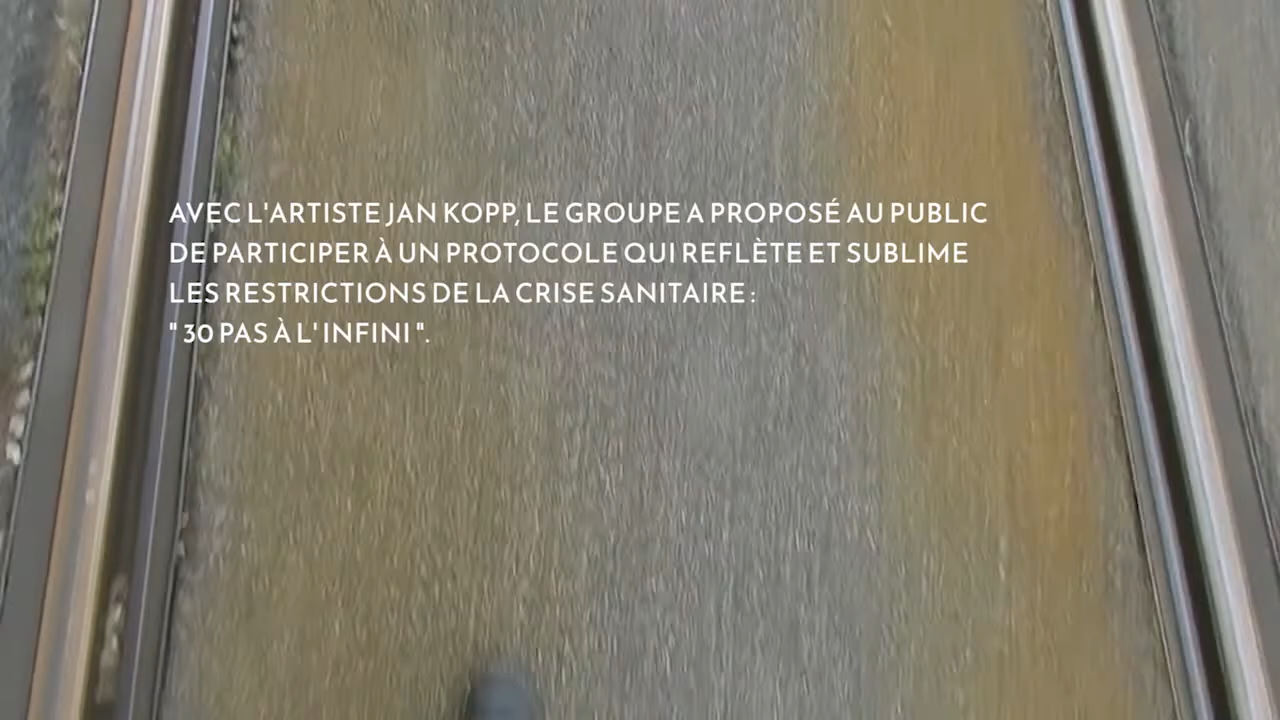 AVEC L'ARTISTE JAN KOPP, LE GROUPE A PROPOSÉ AU PUBLIC
DE PARTICIPER À UN PROTOCOLE QUI REFLÈTE ET SUBLIME
LES RESTRICTIONS DE LA CRISE SANITAIRE :
" 30 PAS À L' INFINI ".